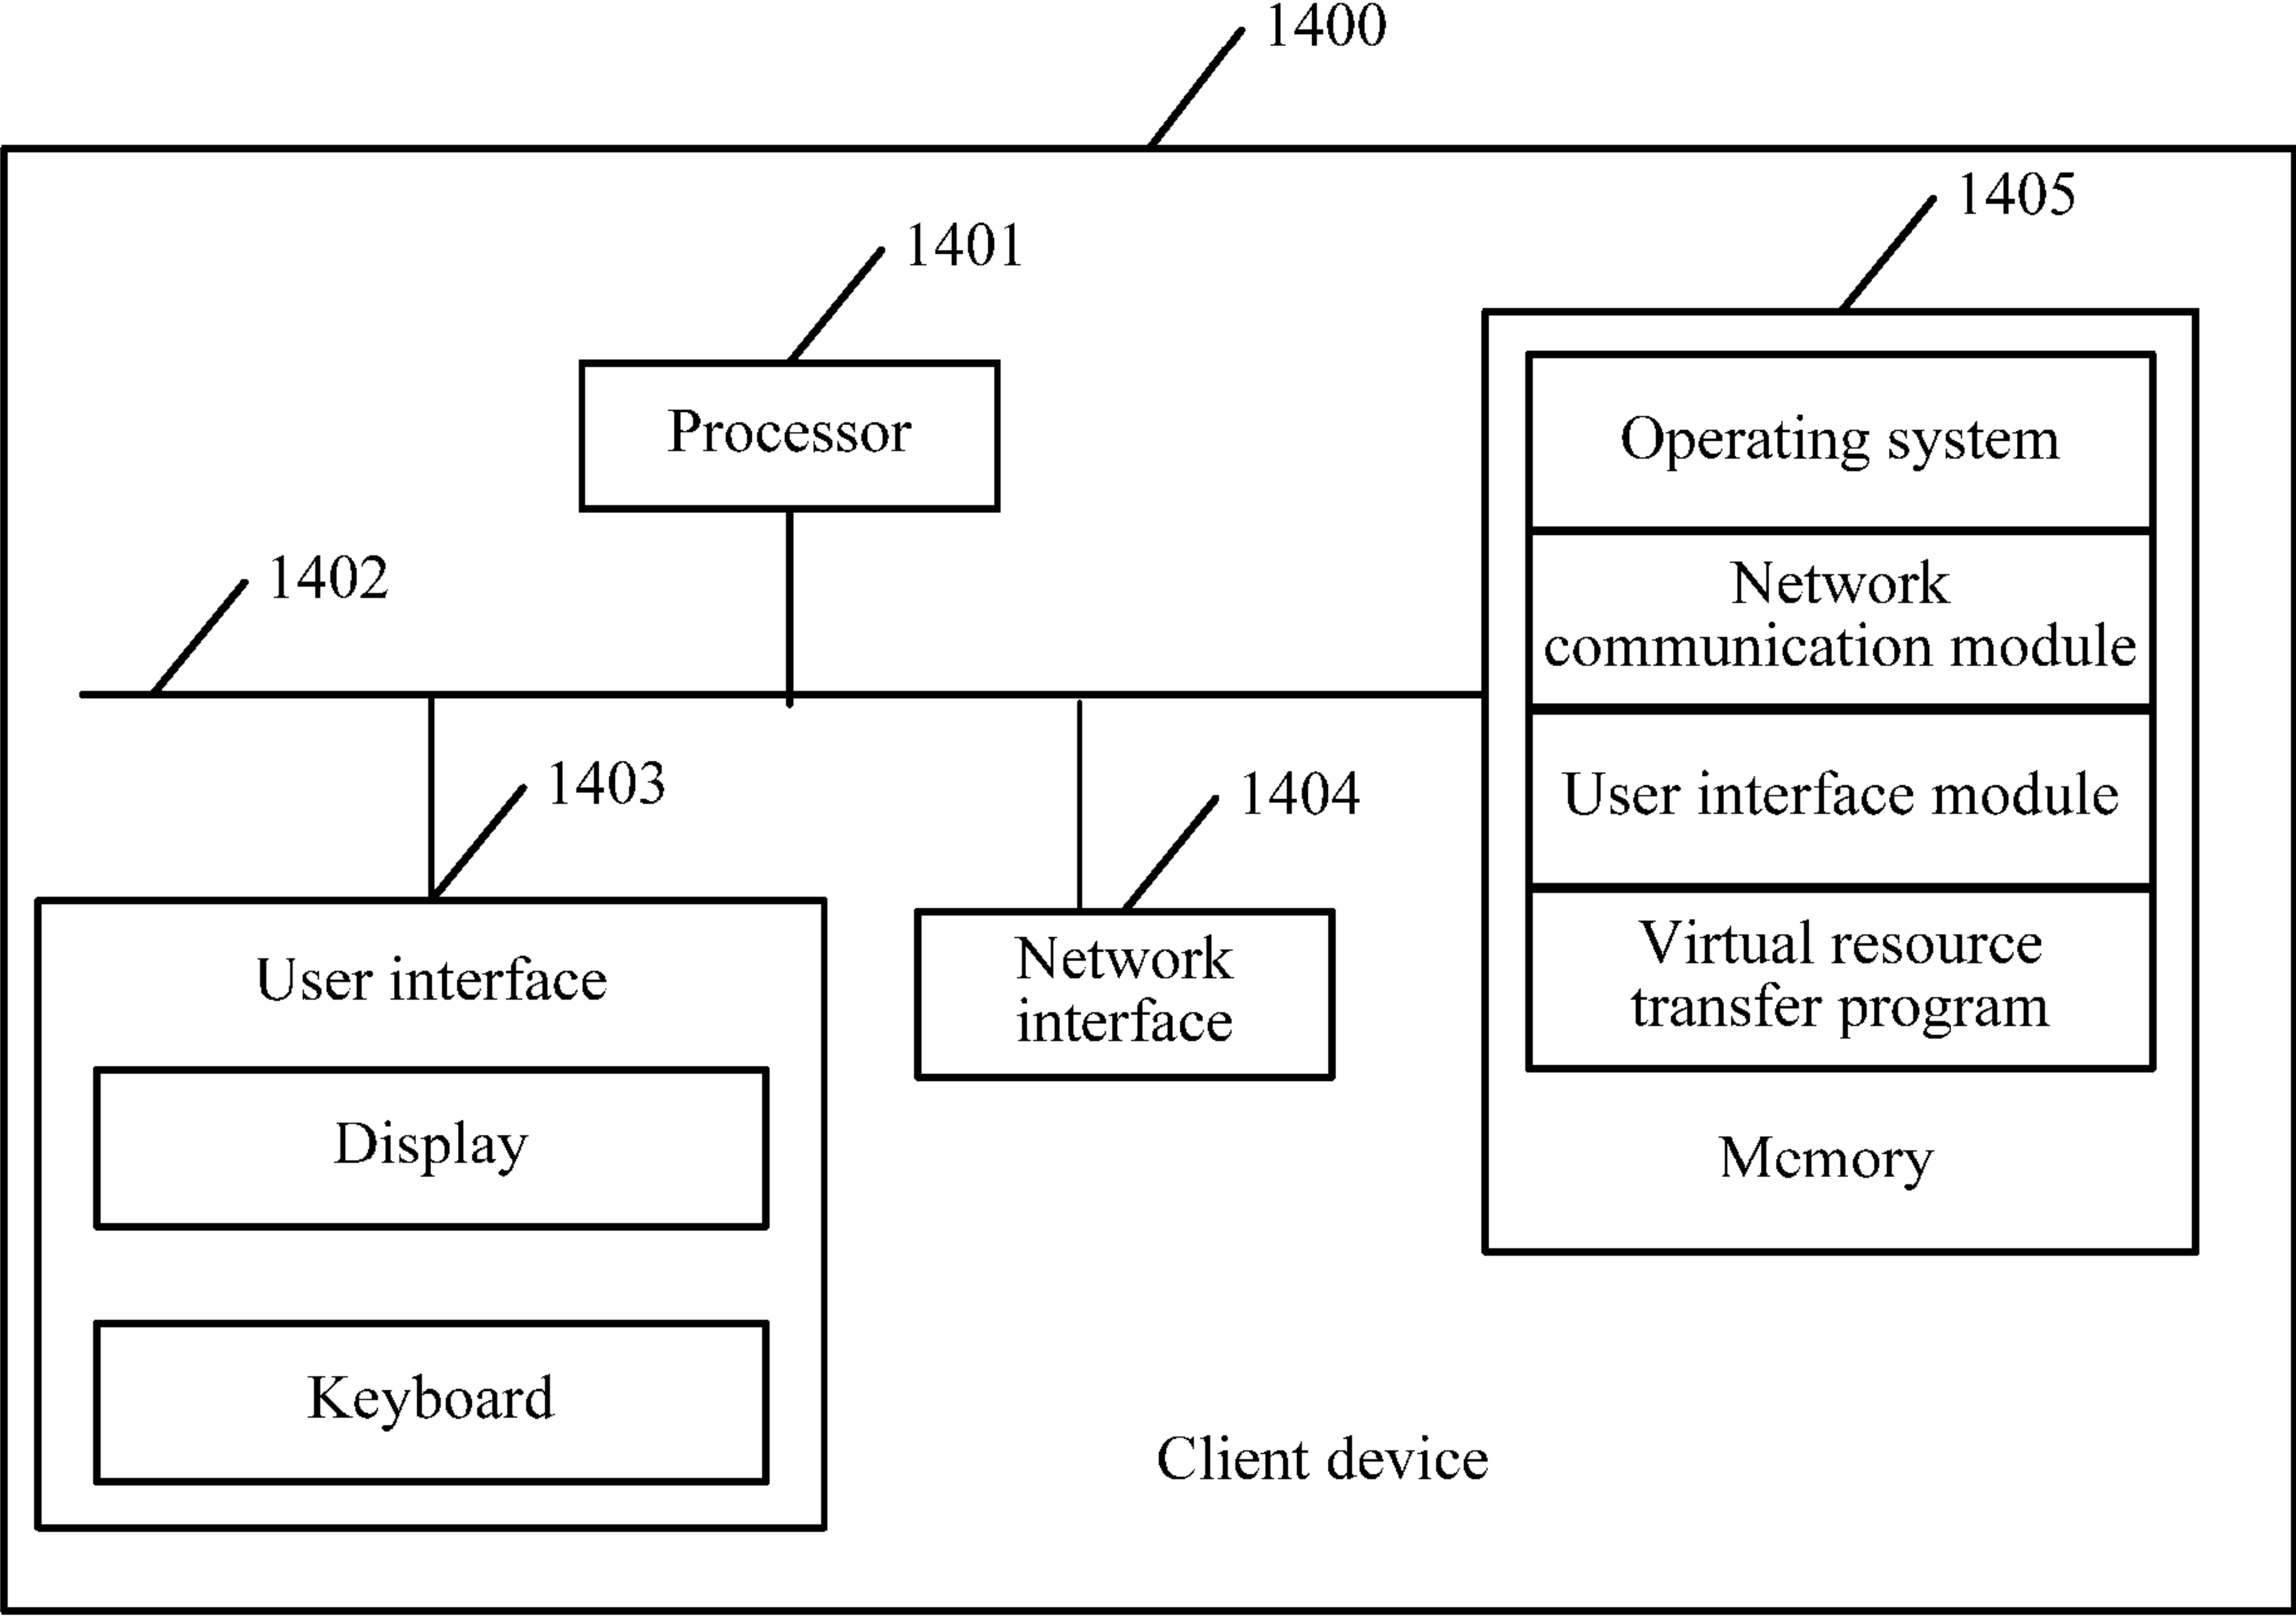 1400
1405
1401
Processor
Operating system
1402
Network
communication module
1403
1404
User interface module
User interface
Network
interface
Virtual resource
transfer program
Display
Memory
Keyboard
Client device